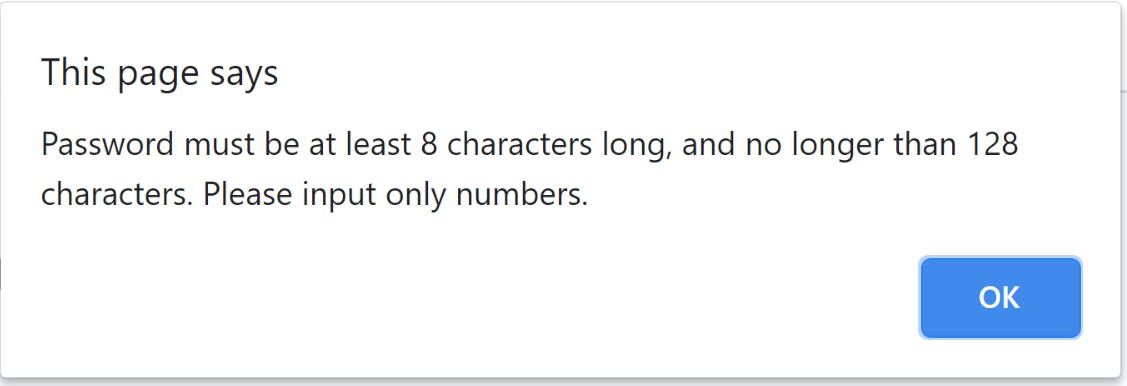 This page says
Password must be at least 8 characters long, and no longer than 128
characters. Please input only numbers.
OK